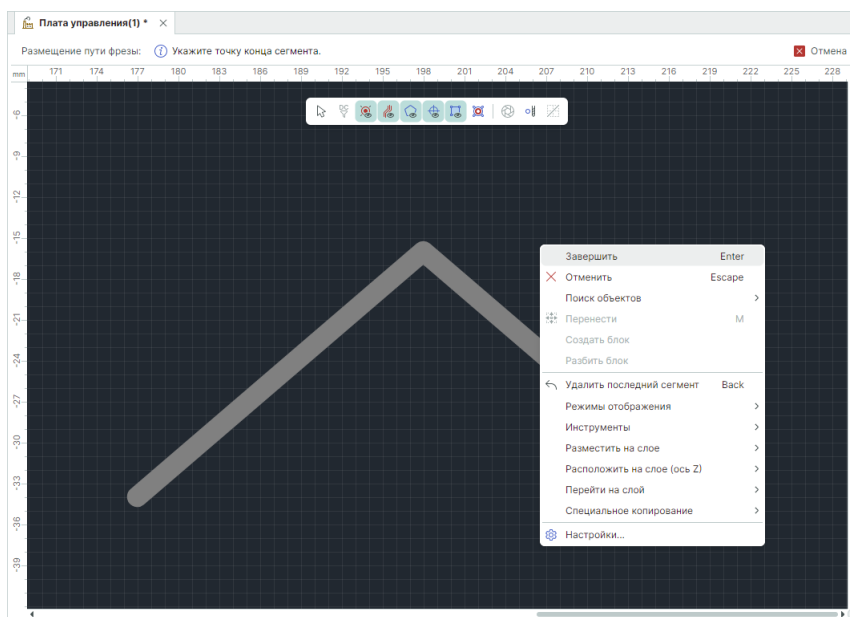 Плата управления(1) *
Размещение пути фрезы: Укажите точку конца сегмента. Отмена
mm 171 174 177 180 183 186 189 192 195 198 201 204 207 210 213 216 219 222 225 228
-6
-9
-12
-15
-18
-21
-24
-27
-30
-33
-36
-39
Завершить Enter
Отменить Escape
Поиск объектов
Перенести M
Создать блок
Разбить блок
Удалить последний сегмент Back
Режимы отображения
Инструменты
Разместить на слое
Расположить на слое (ось Z)
Перейти на слой
Специальное копирование
Настройки...